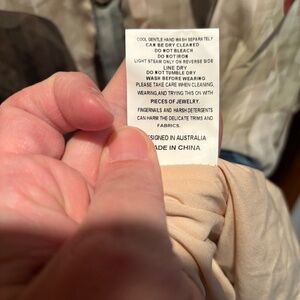 COOL GENTLE HAND WASH SEPARATELY
CAN BE DRY CLEANED
DO NOT BLEACH
DO NOT IRON
LIGHT STEAM ONLY ON REVERSE SIDE
LINE DRY
DO NOT TUMBLE DRY
WASH BEFORE WEARING
PLEASE TAKE CARE WHEN CLEANING,
WEARING AND TRYING THIS ON WITH
PIECES OF JEWELRY.
FINGERNAILS AND HARSH DETERGENTS
CAN HARM THE DELICATE TRIMS AND
FABRICS.
SIGNED IN AUSTRALIA
DE IN CHINA